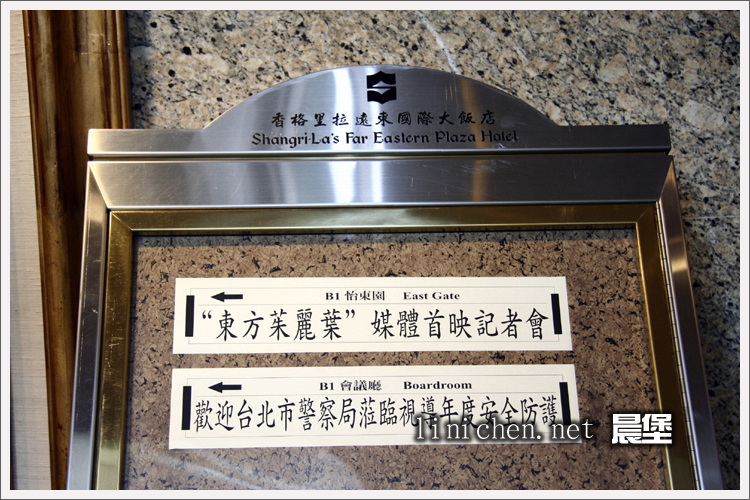 香格里拉遠東國際大飯店
Shangri-La's Far Eastern Plaza Hotel
B1 怡東園 East Gate
“東方茱麗葉”媒體首映記者會
B1 會議廳 Boardroom
歡迎台北市警察局蒞臨視導年度安全防護
linichen.net 晨堡